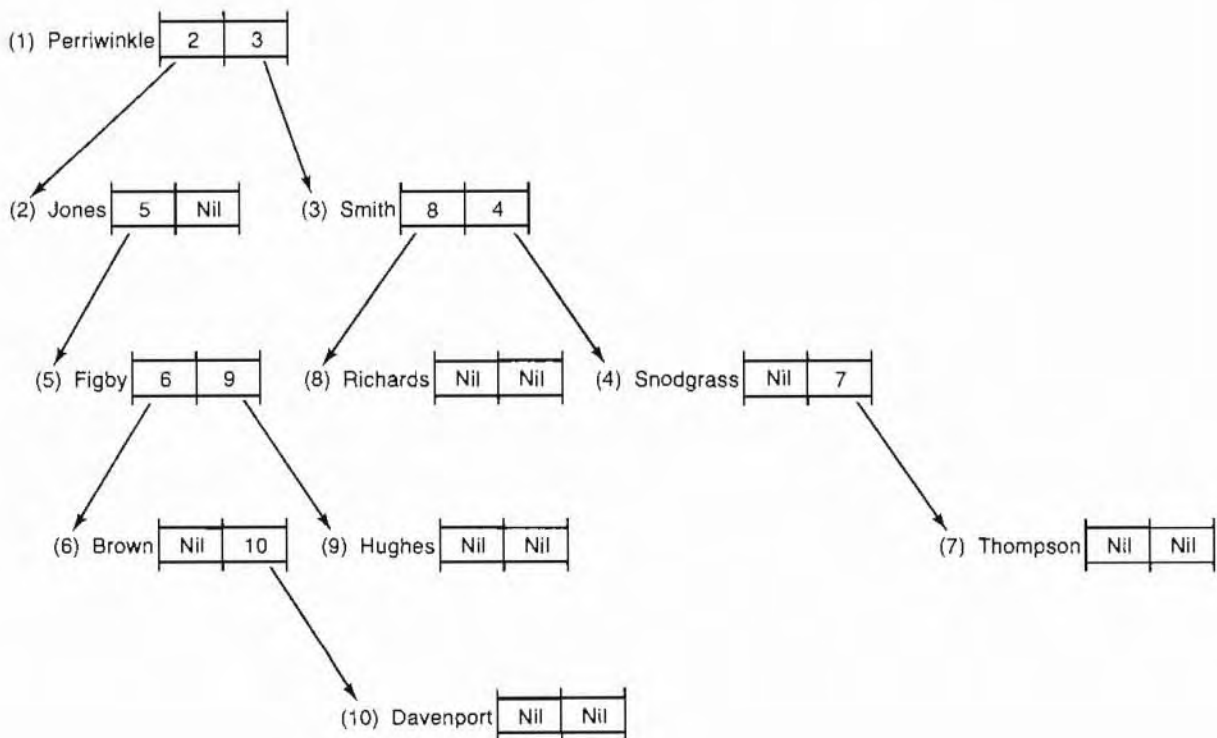 (1) Perriwinkle 2 3
(2) Jones 5 Nil (3) Smith 8 4
(5) Figby 6 9 (8) Richards Nil Nil (4) Snodgrass Nil 7
(6) Brown Nil 10 (9) Hughes Nil Nil (7) Thompson Nil Nil
(10) Davenport Nil Nil